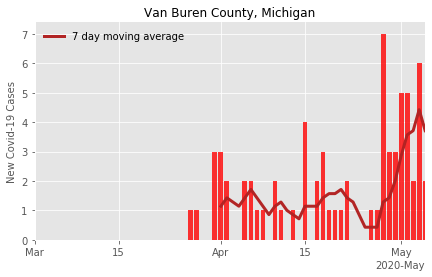 Van Buren County, Michigan
7 day moving average
New Covid-19 Cases
7
6
5
4
3
2
1
0
Mar
15
Apr
15
May
2020-May